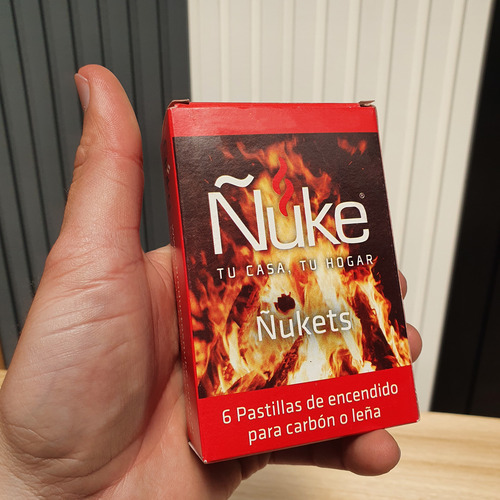 Ñuke®
TU CASA, TU HOGAR
Ñukets
6 Pastillas de encendido
para carbón o leña